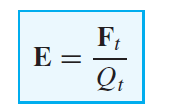 E = F_t / Q_t